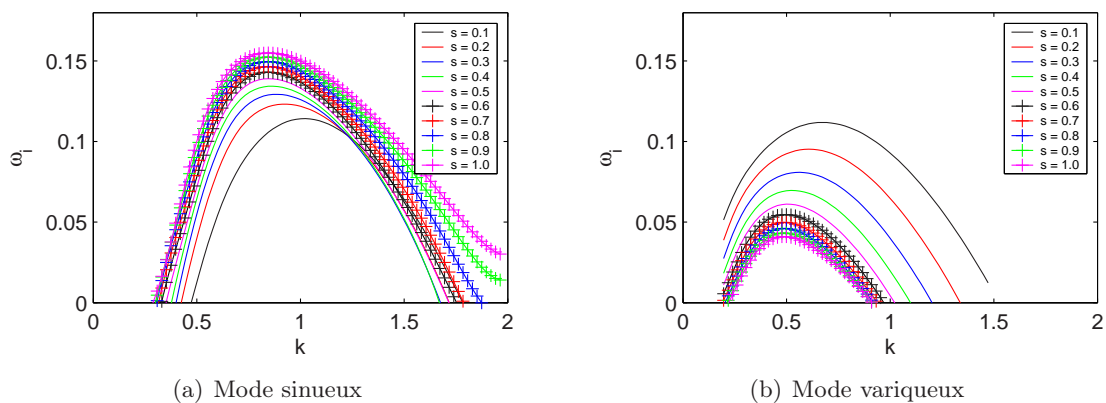 0.15
0.1
0.05
0
ω_i
0 0.5 1 1.5 2
k
s = 0.1
s = 0.2
s = 0.3
s = 0.4
s = 0.5
s = 0.6
s = 0.7
s = 0.8
s = 0.9
s = 1.0
(a) Mode sinueux
0.15
0.1
0.05
0
ω_i
0 0.5 1 1.5 2
k
s = 0.1
s = 0.2
s = 0.3
s = 0.4
s = 0.5
s = 0.6
s = 0.7
s = 0.8
s = 0.9
s = 1.0
(b) Mode variqueux